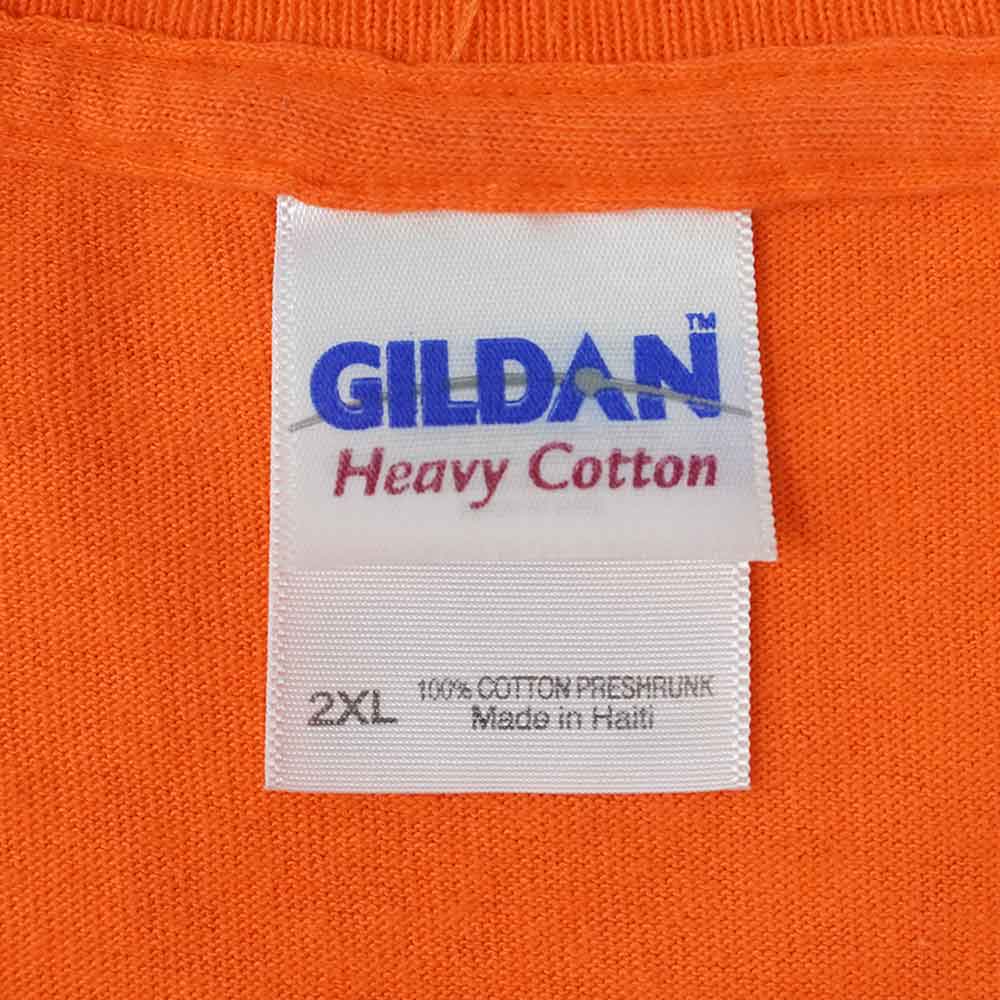 GILDAN™
Heavy Cotton
2XL
100% COTTON PRESHRUNK
Made in Haiti